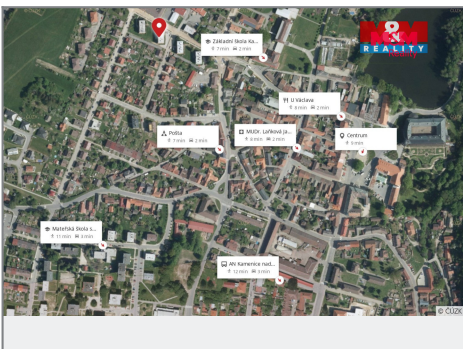 M&M
REALITY
Základní škola Ka...
7 min 2 min
U Václava
6 min 2 min
Pošta
7 min 2 min
MUDr. Laňková Ja...
6 min 2 min
Centrum
9 min
Mateřská škola s...
11 min 3 min
AN Kamenice nad...
12 min 3 min
© ČÚZK